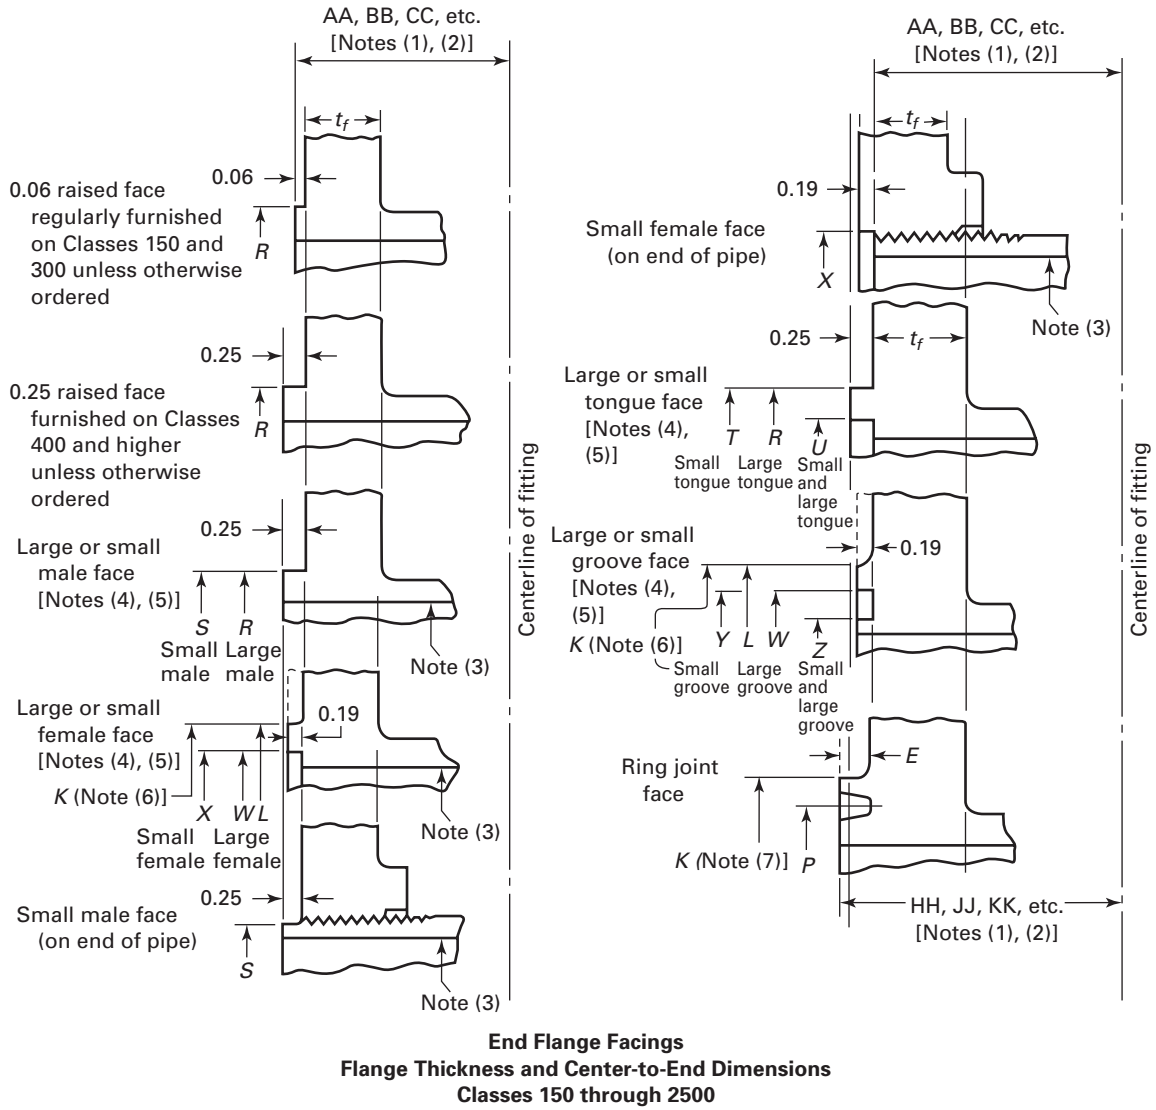 AA, BB, CC, etc.
[Notes (1), (2)]
t_f
0.06
0.06 raised face
regularly furnished
on Classes 150 and
300 unless otherwise
ordered
R
0.25
0.25 raised face
furnished on Classes
400 and higher
unless otherwise
ordered
R
0.25
Large or small
male face
[Notes (4), (5)]
S R
Small Large
male male
Note (3)
Large or small
female face
[Notes (4), (5)]
0.19
K (Note (6)]
X W L
Small Large
female female
Note (3)
0.25
Small male face
(on end of pipe)
S
Note (3)
Centerline of fitting
AA, BB, CC, etc.
[Notes (1), (2)]
t_f
0.19
Small female face
(on end of pipe)
X
Note (3)
0.25
t_f
Large or small
tongue face
[Notes (4),
(5)]
T R U
Small Large Small
tongue tongue and
large
tongue
Large or small
groove face
[Notes (4),
(5)]
0.19
K (Note (6)]
Y L W Z
Small Large Small
groove groove and
large
groove
Ring joint
face
E
K (Note (7)]
P
HH, JJ, KK, etc.
[Notes (1), (2)]
Centerline of fitting
End Flange Facings
Flange Thickness and Center-to-End Dimensions
Classes 150 through 2500